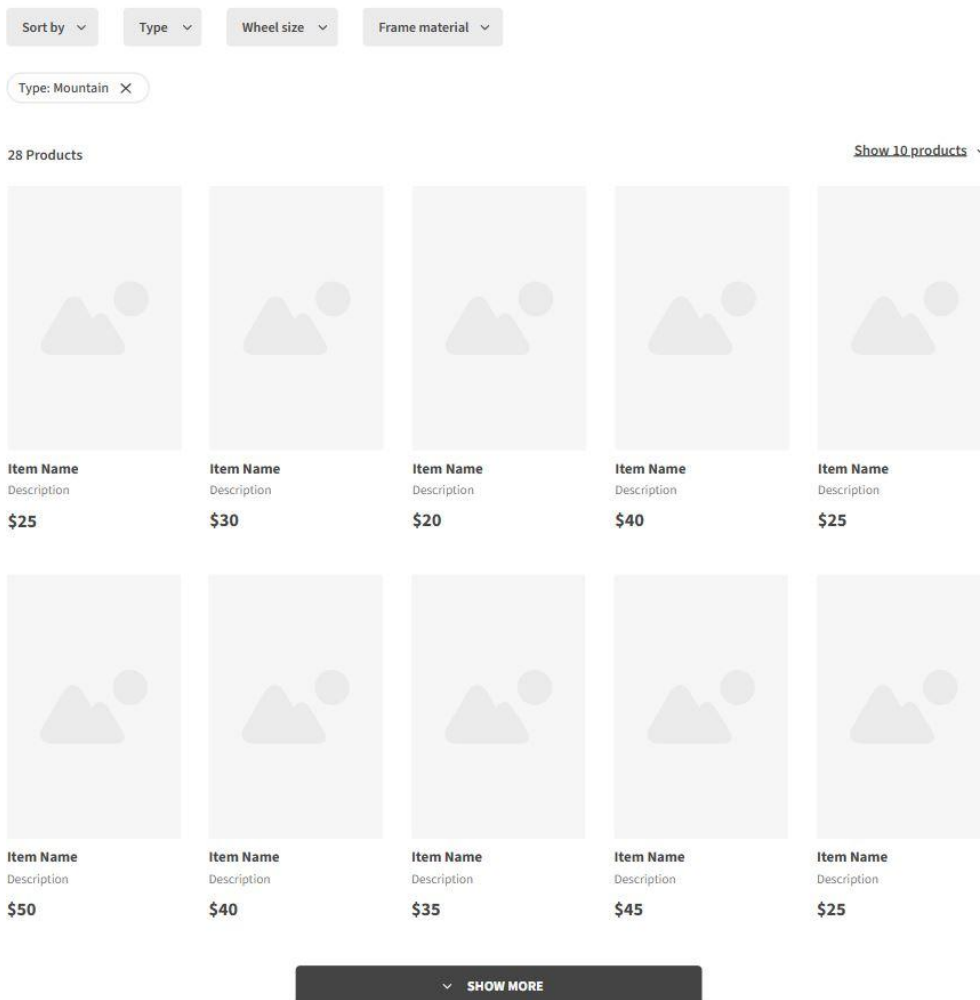 Sort by Type Wheel size Frame material
Type: Mountain
28 Products Show 10 products
Item Name Item Name Item Name Item Name Item Name
Description Description Description Description Description
$25 $30 $20 $40 $25
Item Name Item Name Item Name Item Name Item Name
Description Description Description Description Description
$50 $40 $35 $45 $25
SHOW MORE